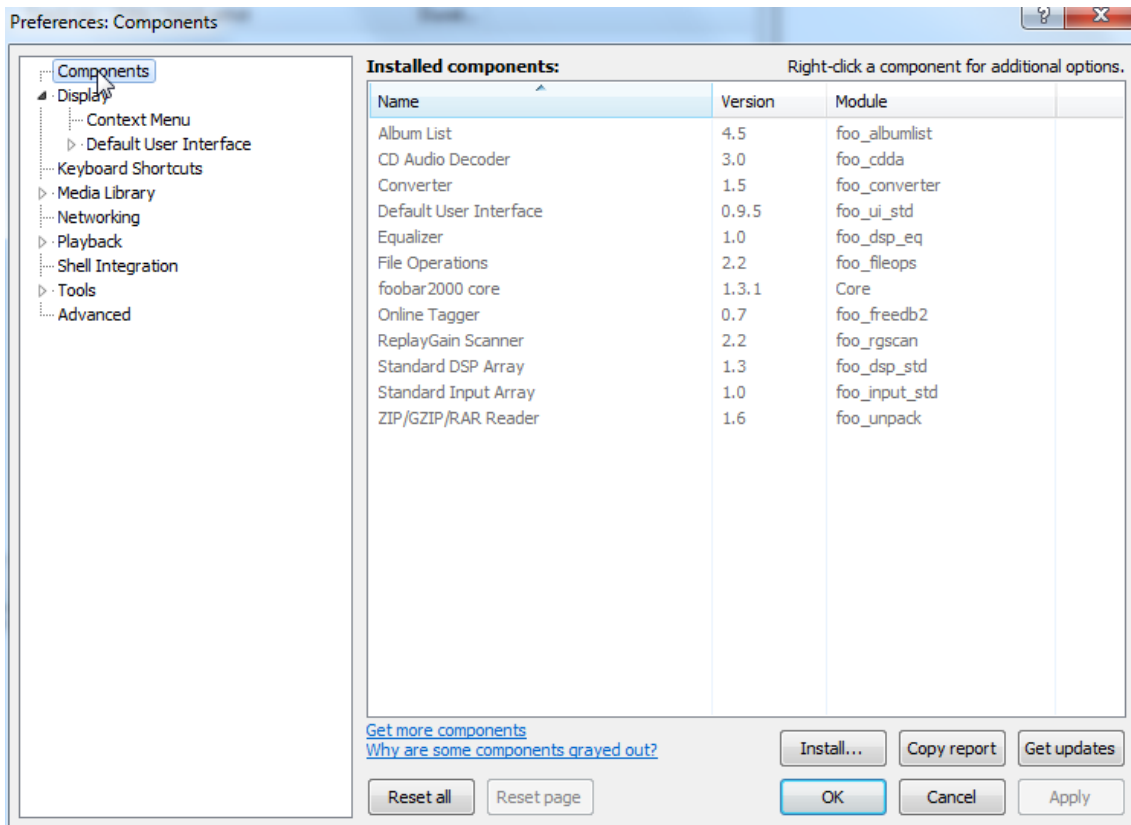 Preferences: Components
Components
Display
Context Menu
Default User Interface
Keyboard Shortcuts
Media Library
Networking
Playback
Shell Integration
Tools
Advanced
Installed components: Right-click a component for additional options.
Name Version Module
Album List 4.5 foo_albumlist
CD Audio Decoder 3.0 foo_cdda
Converter 1.5 foo_converter
Default User Interface 0.9.5 foo_ui_std
Equalizer 1.0 foo_dsp_eq
File Operations 2.2 foo_fileops
foobar2000 core 1.3.1 Core
Online Tagger 0.7 foo_freedb2
ReplayGain Scanner 2.2 foo_rgscan
Standard DSP Array 1.3 foo_dsp_std
Standard Input Array 1.0 foo_input_std
ZIP/GZIP/RAR Reader 1.6 foo_unpack
Get more components
Why are some components grayed out?
Install... Copy report Get updates
Reset all Reset page OK Cancel Apply